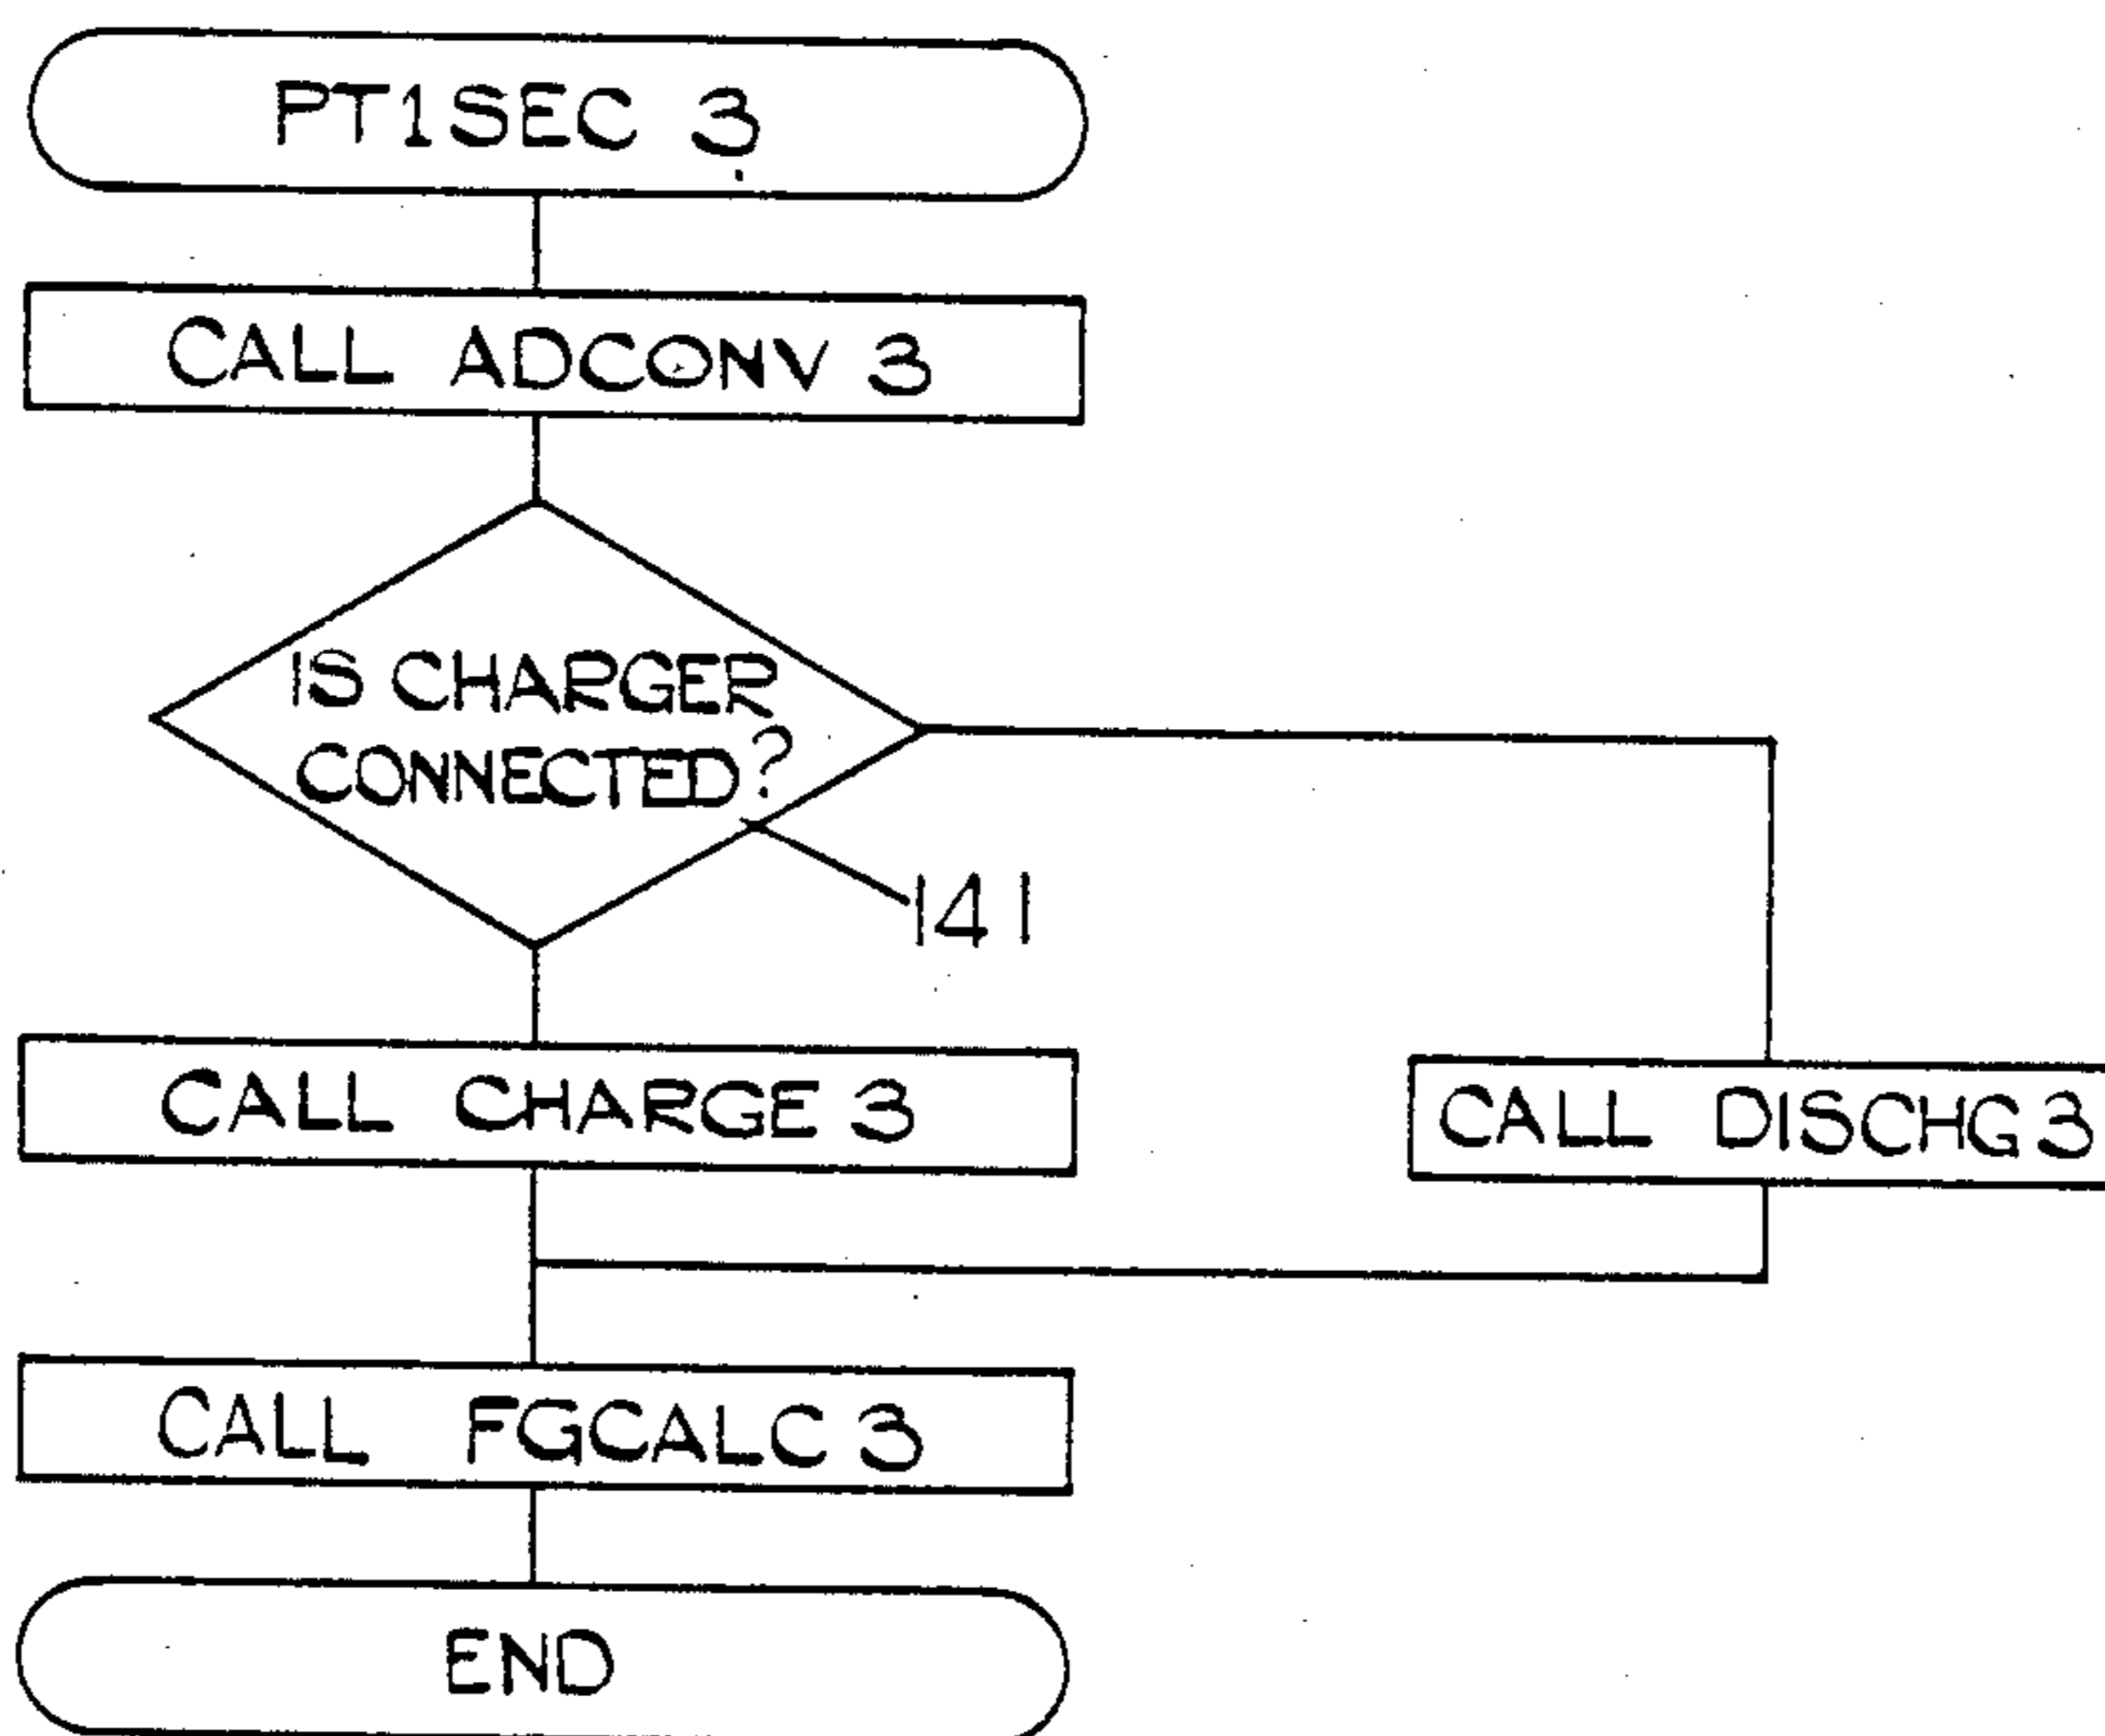 PT1SEC 3
CALL ADCONV 3
IS CHARGER
CONNECTED?
141
CALL CHARGE 3
CALL DISCHG 3
CALL FGCALC 3
END